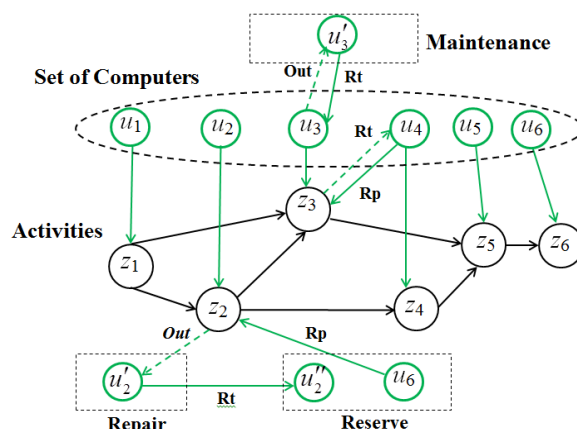 u′3
Maintenance
Out
Rt
Set of Computers
u1
u2
u3
Rt
u4
u5
u6
Rp
z3
Activities
z1
z5
z6
z2
z4
Out
Rp
u′2
Rt
u″2
u6
Repair
Reserve